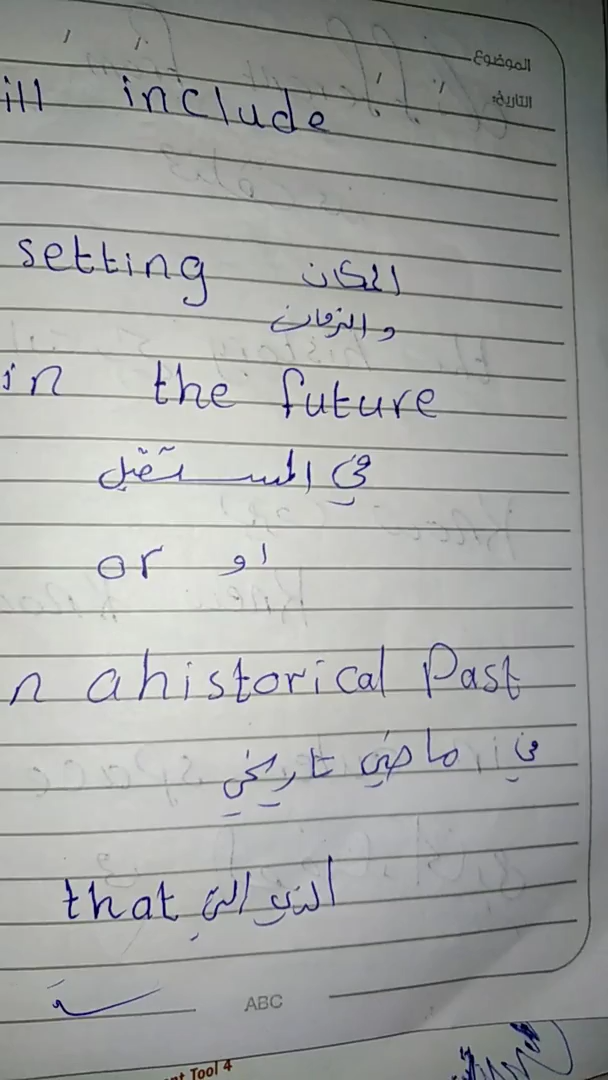 الموضوع
التاريخ:
ill include
setting المكان
والزمان
in the future
في المستقبل
or او
n ahistorical Past
في ماضي تاريخي
that الذي التي
ABC
nt Tool 4